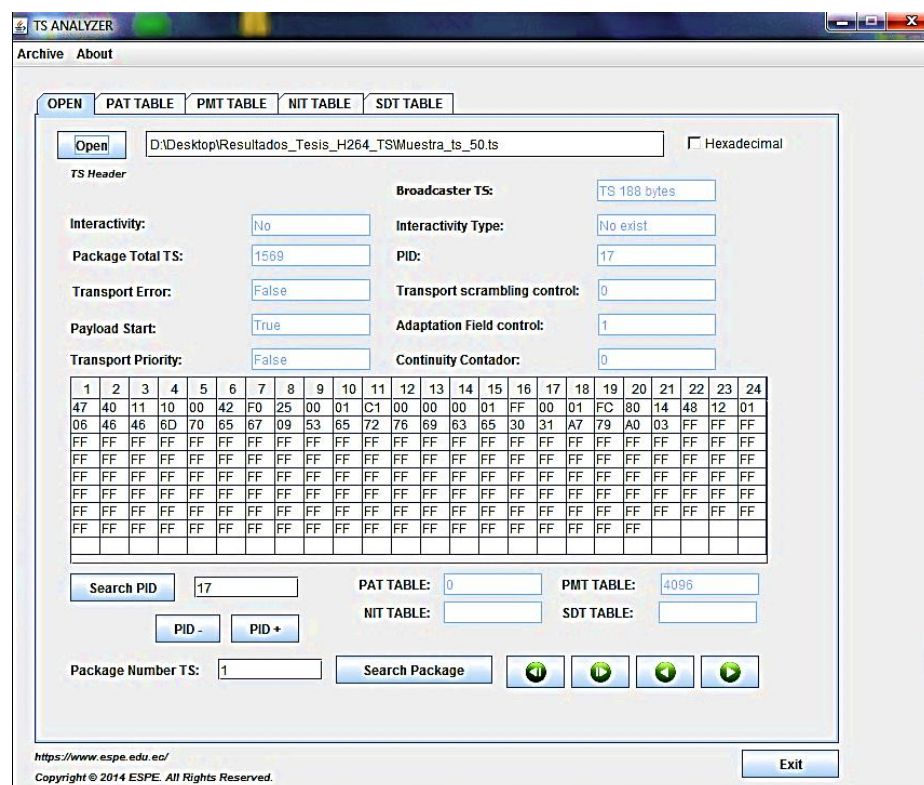 TS ANALYZER
Archive About
OPEN PAT TABLE PMT TABLE NIT TABLE SDT TABLE
Open D:\Desktop\Resultados_Tesis_H264_TS\Muestra_ts_50.ts Hexadecimal
TS Header
Broadcaster TS: TS 188 bytes
Interactivity: No Interactivity Type: No exist
Package Total TS: 1569 PID: 17
Transport Error: False Transport scrambling control: 0
Payload Start: True Adaptation Field control: 1
Transport Priority: False Continuity Contador: 0
1 2 3 4 5 6 7 8 9 10 11 12 13 14 15 16 17 18 19 20 21 22 23 24
47 40 11 10 00 42 F0 25 00 01 C1 00 00 00 01 FF 00 01 FC 80 14 48 12 01
06 46 46 6D 70 65 67 09 53 65 72 76 69 63 65 30 31 A7 79 A0 03 FF FF FF
FF FF FF FF FF FF FF FF FF FF FF FF FF FF FF FF FF FF FF FF FF FF FF FF
FF FF FF FF FF FF FF FF FF FF FF FF FF FF FF FF FF FF FF FF FF FF FF FF
FF FF FF FF FF FF FF FF FF FF FF FF FF FF FF FF FF FF FF FF FF FF FF FF
FF FF FF FF FF FF FF FF FF FF FF FF FF FF FF FF FF FF FF FF FF FF FF FF
FF FF FF FF FF FF FF FF FF FF FF FF FF FF FF FF FF FF FF FF FF FF FF FF
FF FF FF FF FF FF FF FF FF FF FF FF FF FF FF FF FF FF FF FF
Search PID 17 PAT TABLE: 0 PMT TABLE: 4096
NIT TABLE: SDT TABLE:
PID - PID +
Package Number TS: 1 Search Package
https://www.espe.edu.ec/
Copyright © 2014 ESPE. All Rights Reserved.
Exit